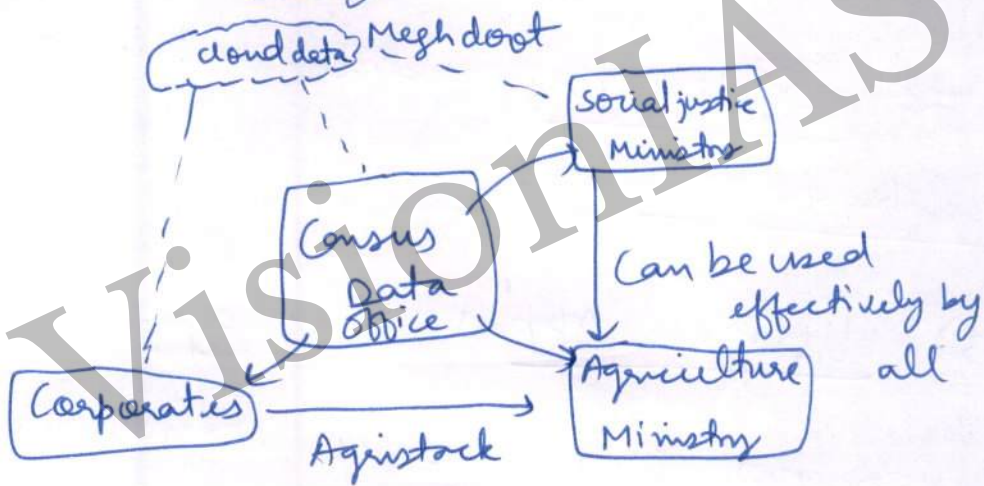 cloud data Meghdoot
Social justice
Ministry
Census
Data
office
Can be used
effectively by
all
Corporates
Agristack
Agriculture
Ministry
VisionIAS